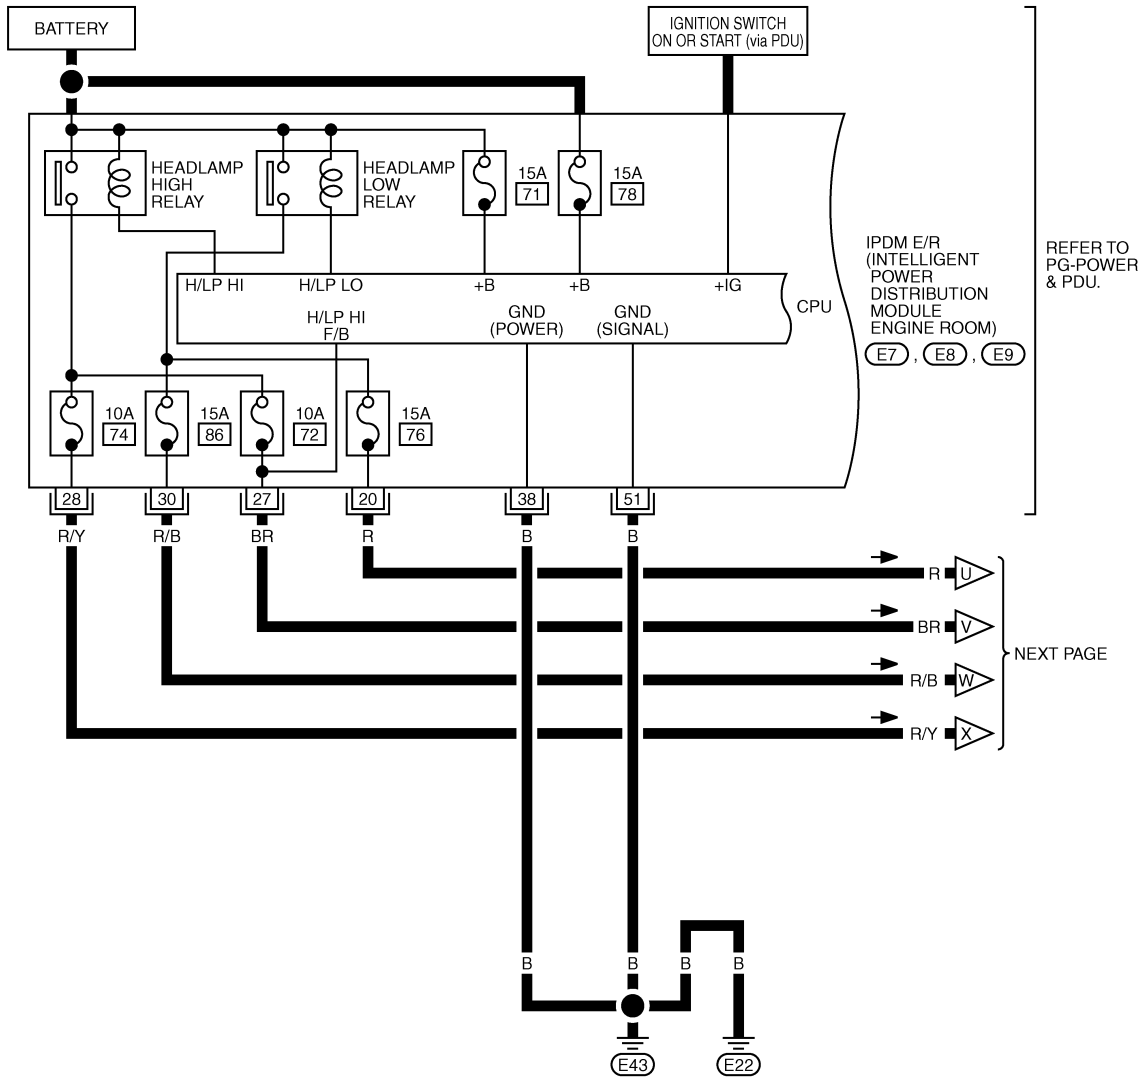 BATTERY
IGNITION SWITCH
ON OR START (via PDU)
HEADLAMP
HIGH
RELAY
HEADLAMP
LOW
RELAY
15A
71
15A
78
IPDM E/R
(INTELLIGENT
POWER
DISTRIBUTION
MODULE
ENGINE ROOM)
E7 , E8 , E9
REFER TO
PG-POWER
& PDU.
H/LP HI
H/LP LO
+B
+B
+IG
CPU
H/LP HI
F/B
GND
(POWER)
GND
(SIGNAL)
10A
74
15A
86
10A
72
15A
76
28
30
27
20
38
51
R/Y
R/B
BR
R
B
B
R
U
BR
V
R/B
W
R/Y
X
NEXT PAGE
B
B
B
B
E43
E22